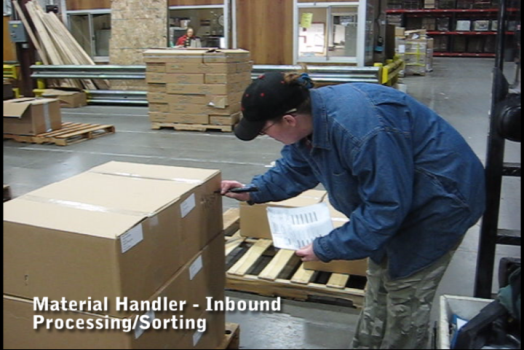 Material Handler - Inbound
Processing/Sorting